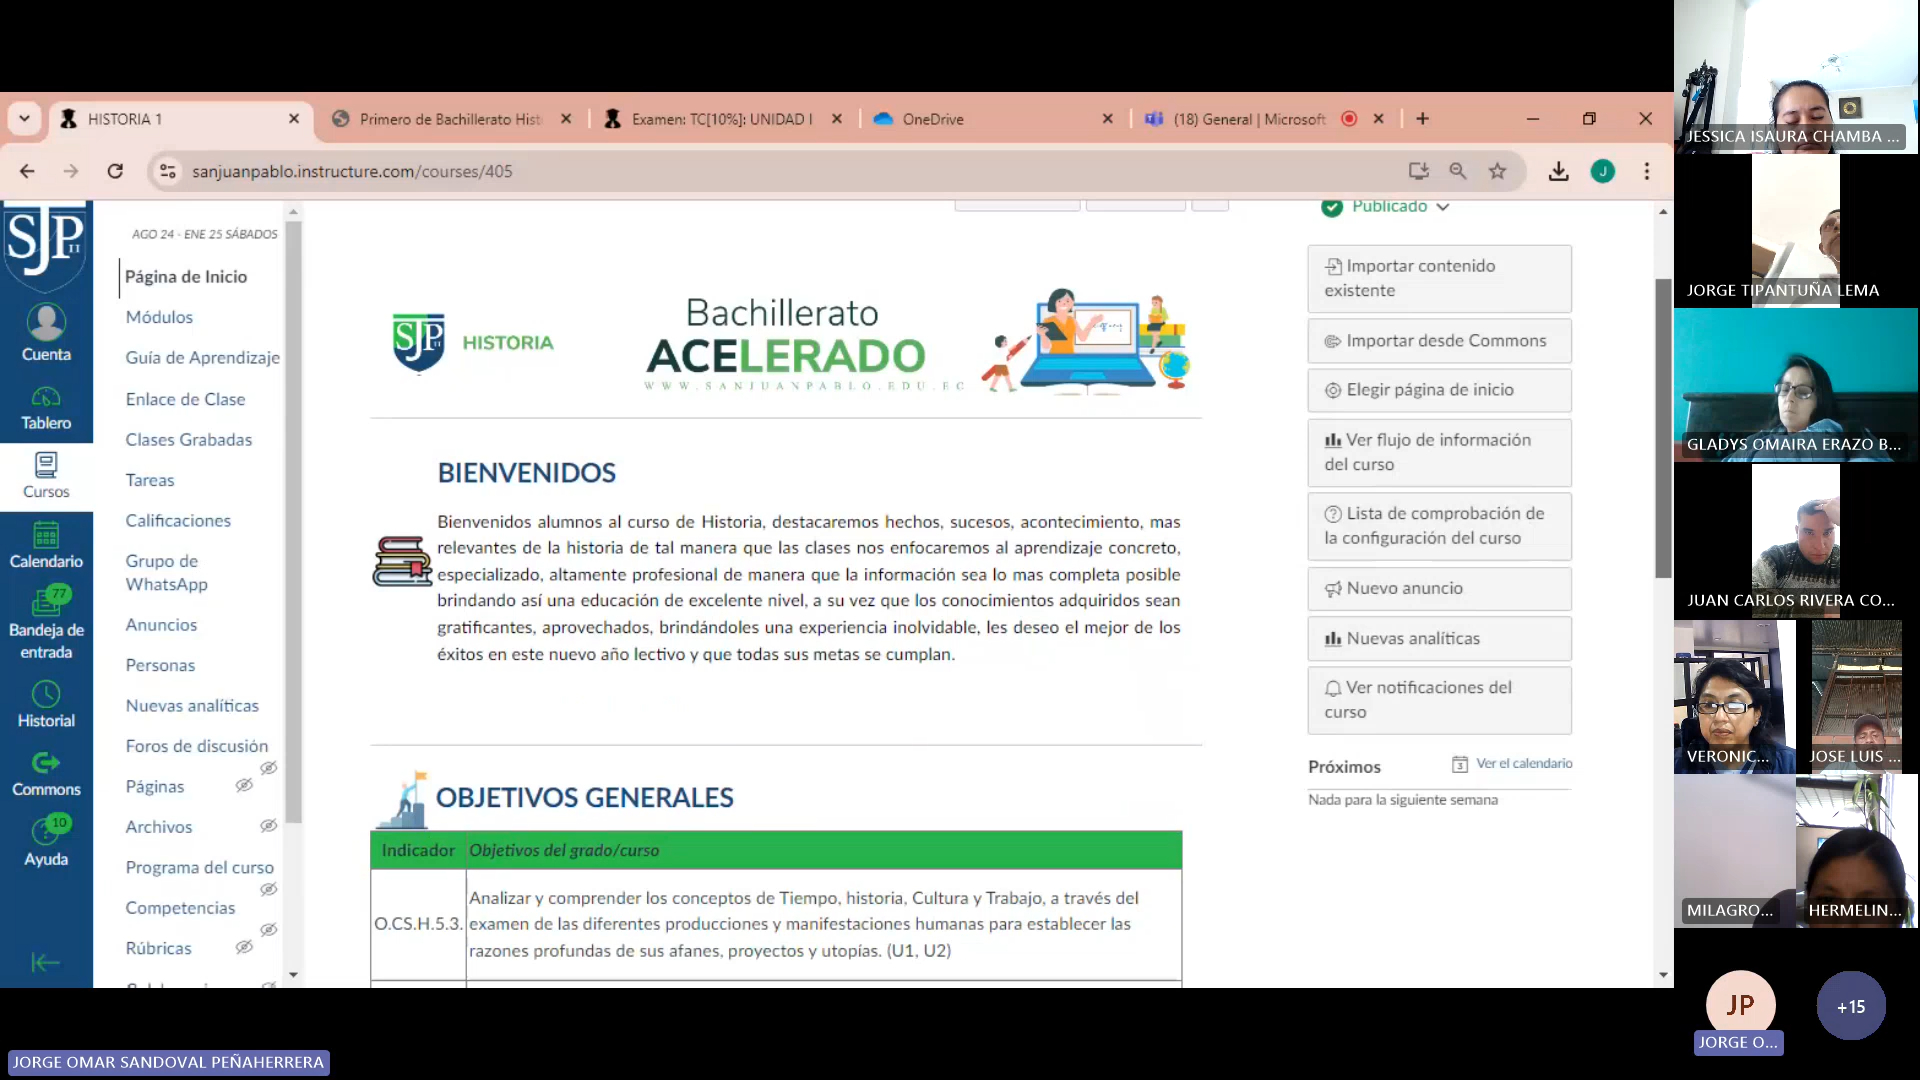 HISTORIA 1
Primero de Bachillerato Hist
Examen: TC[10%]: UNIDAD I
OneDrive
(18) General | Microsoft
sanjuanpablo.instructure.com/courses/405
J
SJP II
Cuenta
Tablero
Cursos
Calendario
77
Bandeja de
entrada
Historial
Commons
10
Ayuda
AGO 24 - ENE 25 SÁBADOS
Página de Inicio
Módulos
Guía de Aprendizaje
Enlace de Clase
Clases Grabadas
Tareas
Calificaciones
Grupo de
WhatsApp
Anuncios
Personas
Nuevas analíticas
Foros de discusión
Páginas
Archivos
Programa del curso
Competencias
Rúbricas
SJP
HISTORIA
Bachillerato
ACELERADO
WWW.SANJUANPABLO.EDU.EC
BIENVENIDOS
Bienvenidos alumnos al curso de Historia, destacaremos hechos, sucesos, acontecimiento, mas
relevantes de la historia de tal manera que las clases nos enfocaremos al aprendizaje concreto,
especializado, altamente profesional de manera que la información sea lo mas completa posible
brindando así una educación de excelente nivel, a su vez que los conocimientos adquiridos sean
gratificantes, aprovechados, brindándoles una experiencia inolvidable, les deseo el mejor de los
éxitos en este nuevo año lectivo y que todas sus metas se cumplan.
OBJETIVOS GENERALES
Indicador Objetivos del grado/curso
O.CS.H.5.3.
Analizar y comprender los conceptos de Tiempo, historia, Cultura y Trabajo, a través del
examen de las diferentes producciones y manifestaciones humanas para establecer las
razones profundas de sus afanes, proyectos y utopías. (U1, U2)
Publicado
Importar contenido
existente
Importar desde Commons
Elegir página de inicio
Ver flujo de información
del curso
Lista de comprobación de
la configuración del curso
Nuevo anuncio
Nuevas analíticas
Ver notificaciones del
curso
Próximos
3 Ver el calendario
Nada para la siguiente semana
JESSICA ISAURA CHAMBA ...
JORGE TIPANTUÑA LEMA
GLADYS OMAIRA ERAZO B...
JUAN CARLOS RIVERA CO...
VERONIC...
JOSE LUIS ...
MILAGRO...
HERMELIN...
JP
JORGE O...
+15
JORGE OMAR SANDOVAL PEÑAHERRERA